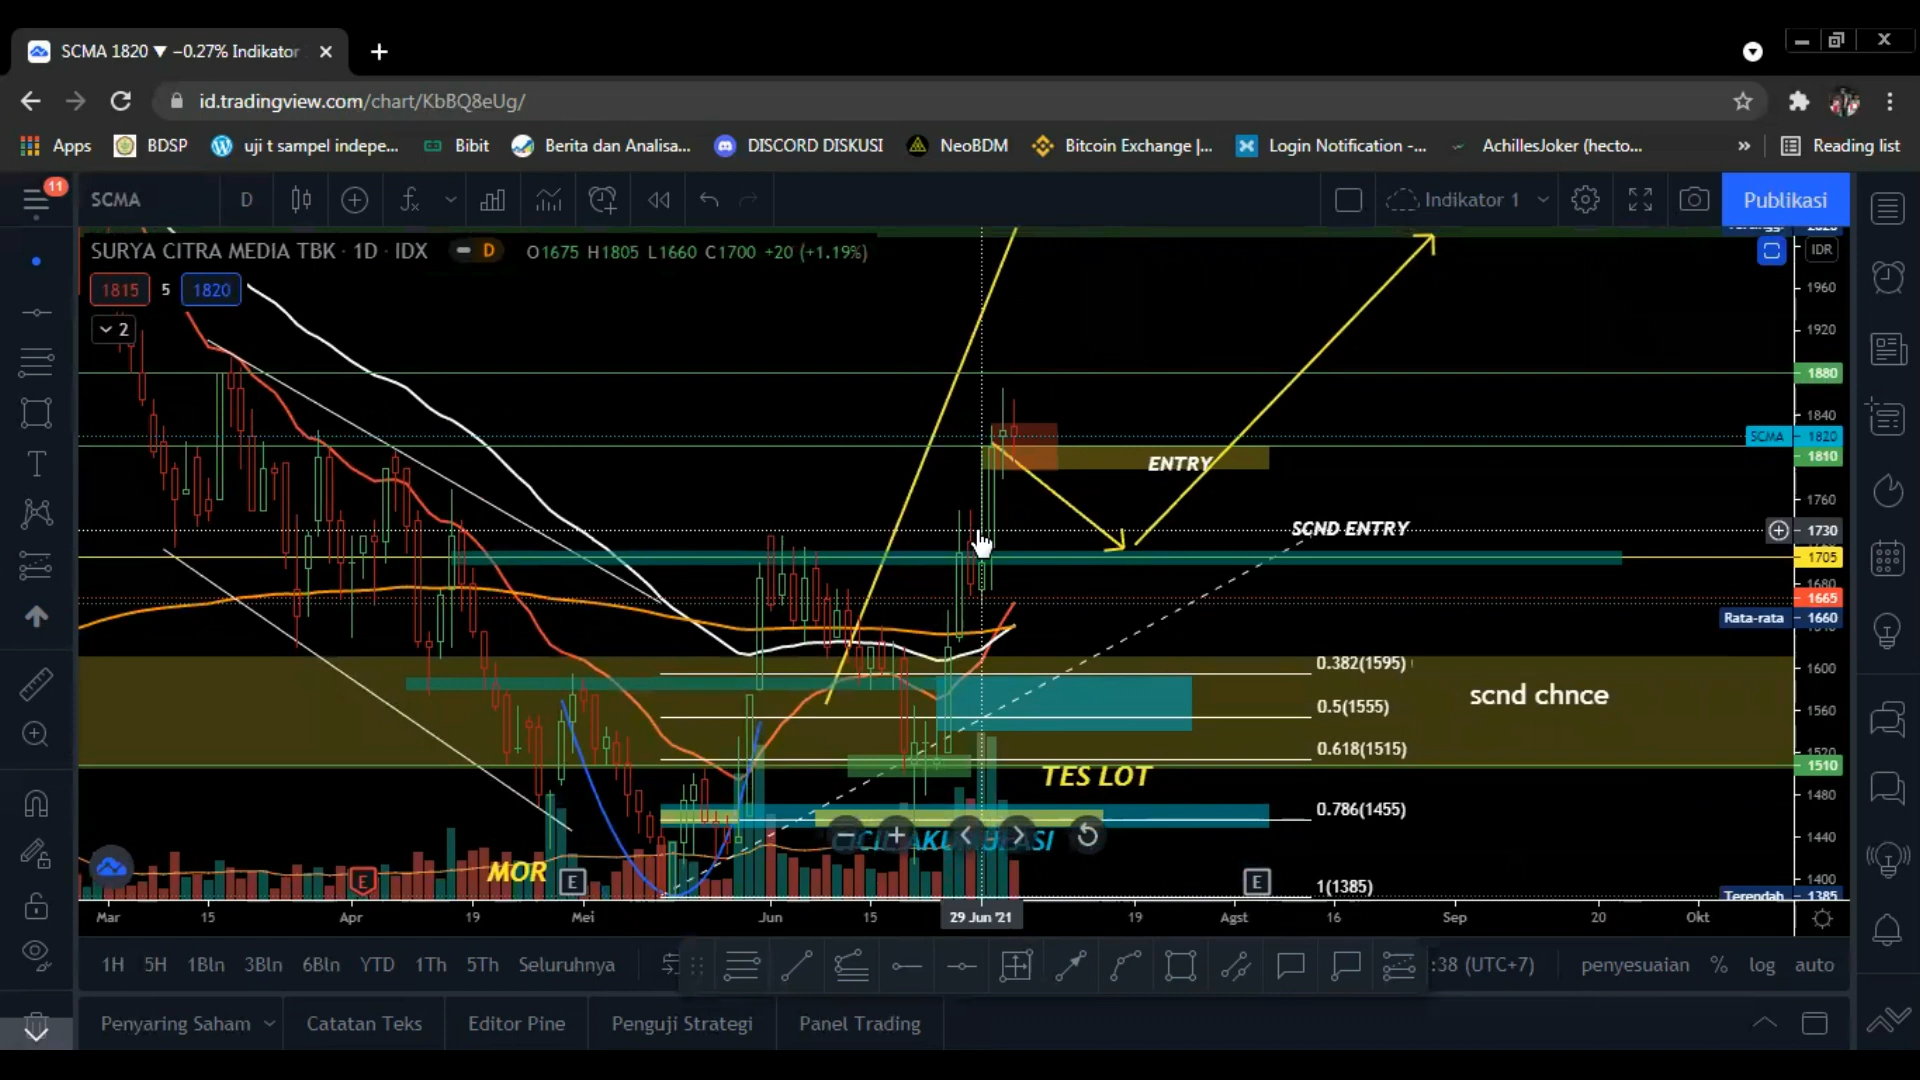 SCMA 1820 ▼ −0.27% Indikator
id.tradingview.com/chart/KbBQ8eUg/
Apps BDSP uji t sampel indepe... Bibit Berita dan Analisa... DISCORD DISKUSI NeoBDM Bitcoin Exchange |... Login Notification -... AchillesJoker (hecto... » Reading list
11
SCMA D Indikator 1 Publikasi
SURYA CITRA MEDIA TBK · 1D · IDX D O1675 H1805 L1660 C1700 +20 (+1.19%)
IDR
1815 5 1820
2
1960
1920
1880
1840
SCMA 1820
1810
ENTRY
1760
SCND ENTRY
1730
1705
1680
1665
Rata-rata 1660
0.382(1595)
1600
scnd chnce
0.5(1555)
1560
0.618(1515)
1520
1510
TES LOT
1480
0.786(1455)
1440
MOR
E E E
1400
1(1385)
Terendah 1385
Mar 15 Apr 19 Mei Jun 15 29 Jun '21 19 Agst 16 Sep 20 Okt
1H 5H 1Bln 3Bln 6Bln YTD 1Th 5Th Seluruhnya :38 (UTC+7) penyesuaian % log auto
Penyaring Saham Catatan Teks Editor Pine Penguji Strategi Panel Trading